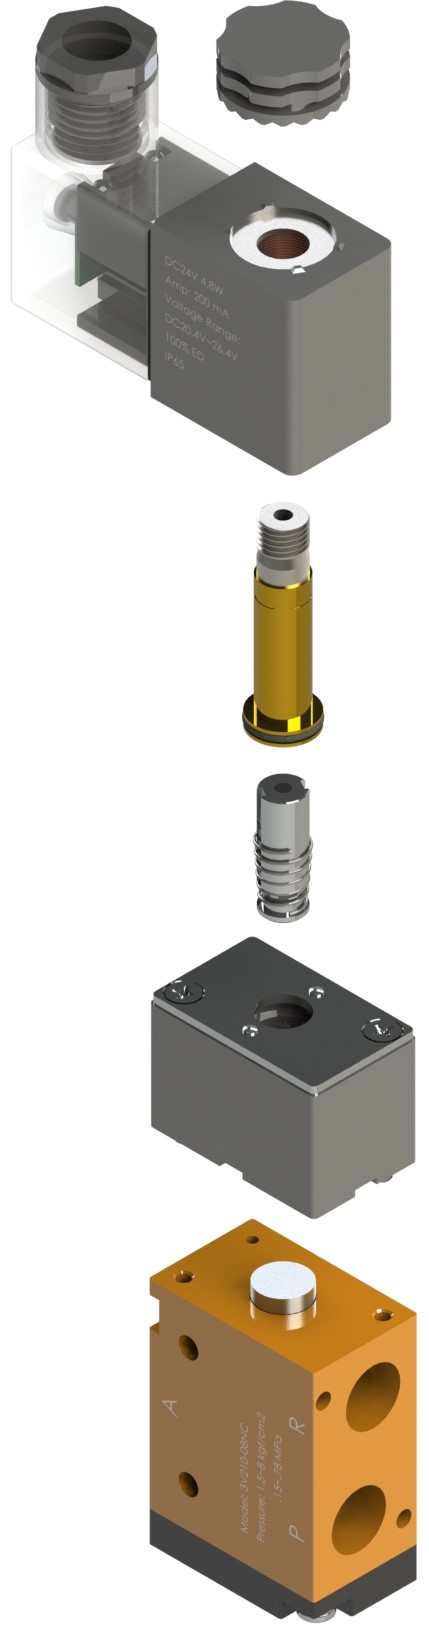 DC24V 4.8W
Amp: 200 mA
Voltage Range:
DC20.4V~26.4V
100% ED
IP65
A
R
P
Model: 3V210-08NC
Pressure: 1.5~8 kgf/cm2
.15~.78 MPa